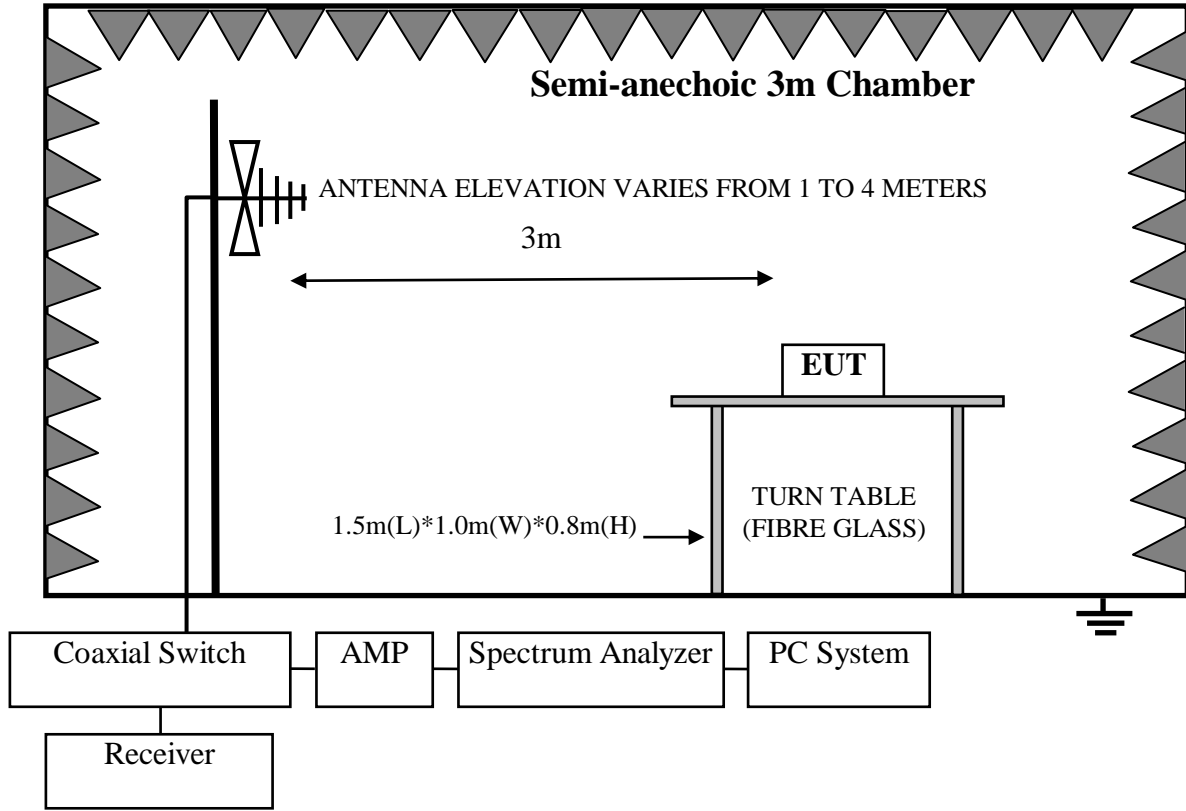 Semi-anechoic 3m Chamber
ANTENNA ELEVATION VARIES FROM 1 TO 4 METERS
3m
EUT
TURN TABLE
(FIBRE GLASS)
1.5m(L)*1.0m(W)*0.8m(H)
Coaxial Switch
AMP
Spectrum Analyzer
PC System
Receiver